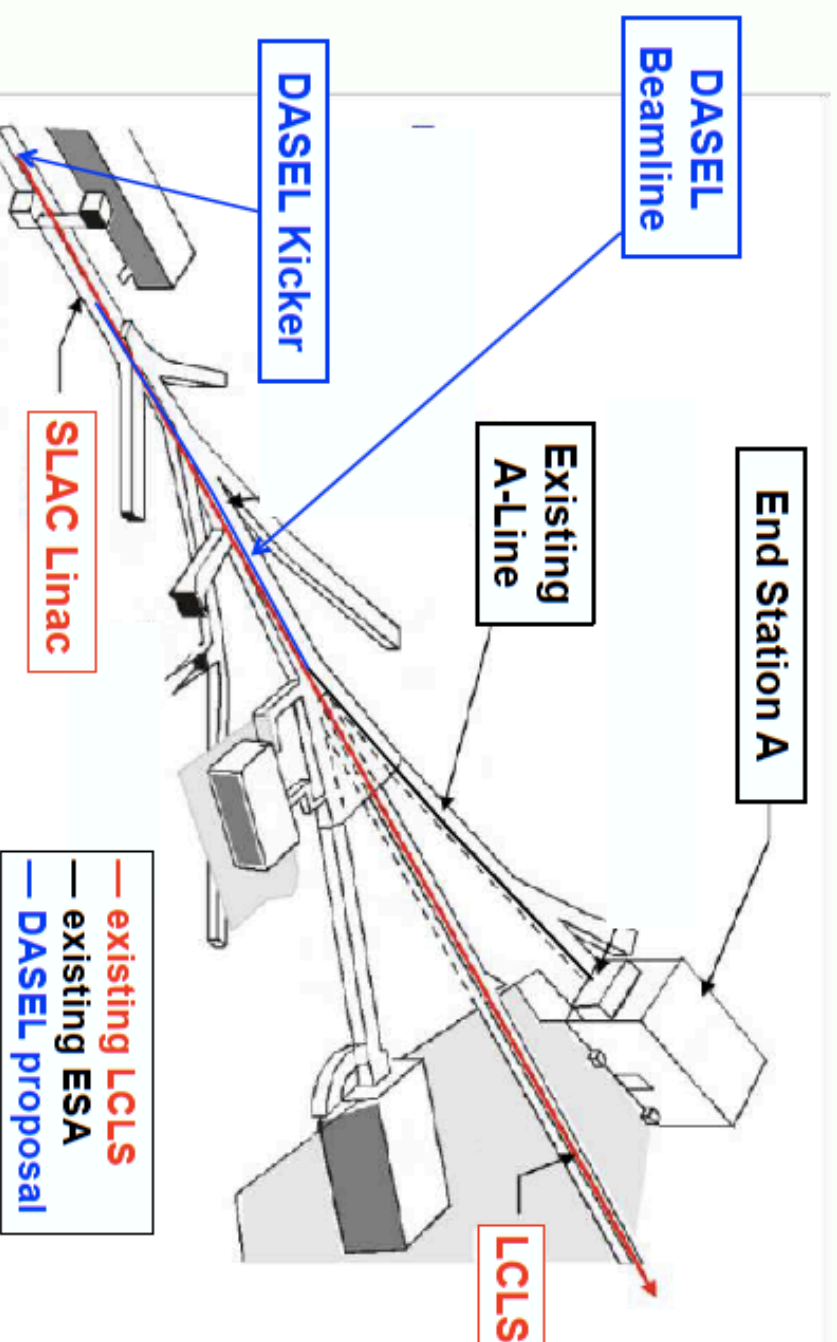 DASEL
Beamline
DASEL Kicker
End Station A
Existing
A-Line
SLAC Linac
LCLS
— existing LCLS
— existing ESA
— DASEL proposal